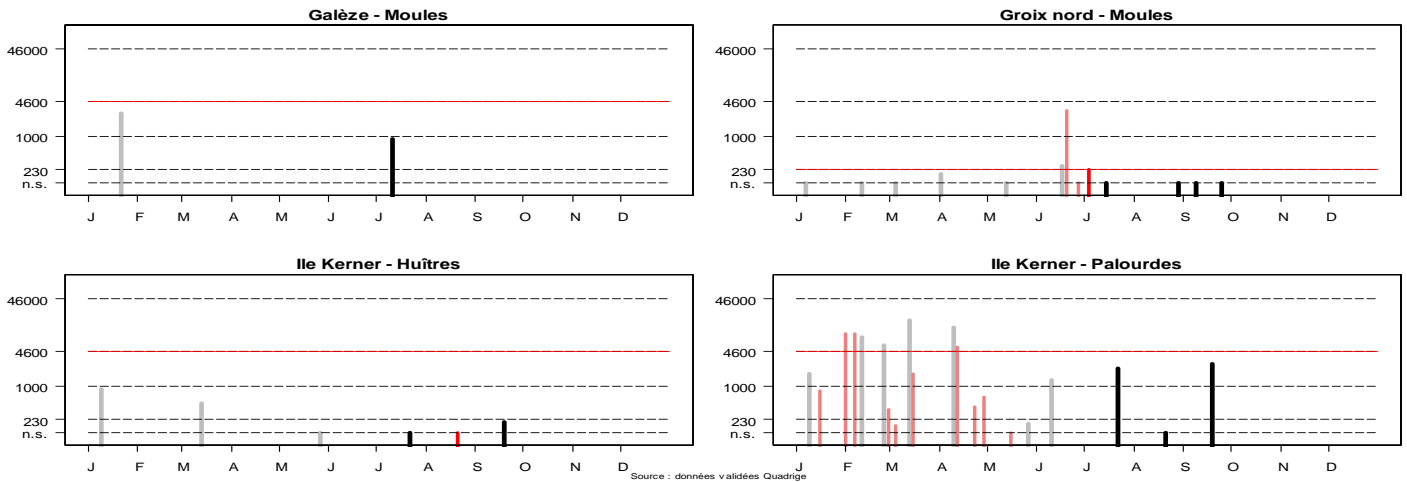 Galèze - Moules
46000
4600
1000
230
n.s.
J F M A M J J A S O N D
Groix nord - Moules
46000
4600
1000
230
n.s.
J F M A M J J A S O N D
Ile Kerner - Huîtres
46000
4600
1000
230
n.s.
J F M A M J J A S O N D
Ile Kerner - Palourdes
46000
4600
1000
230
n.s.
J F M A M J J A S O N D
Source : données validées Quadrige